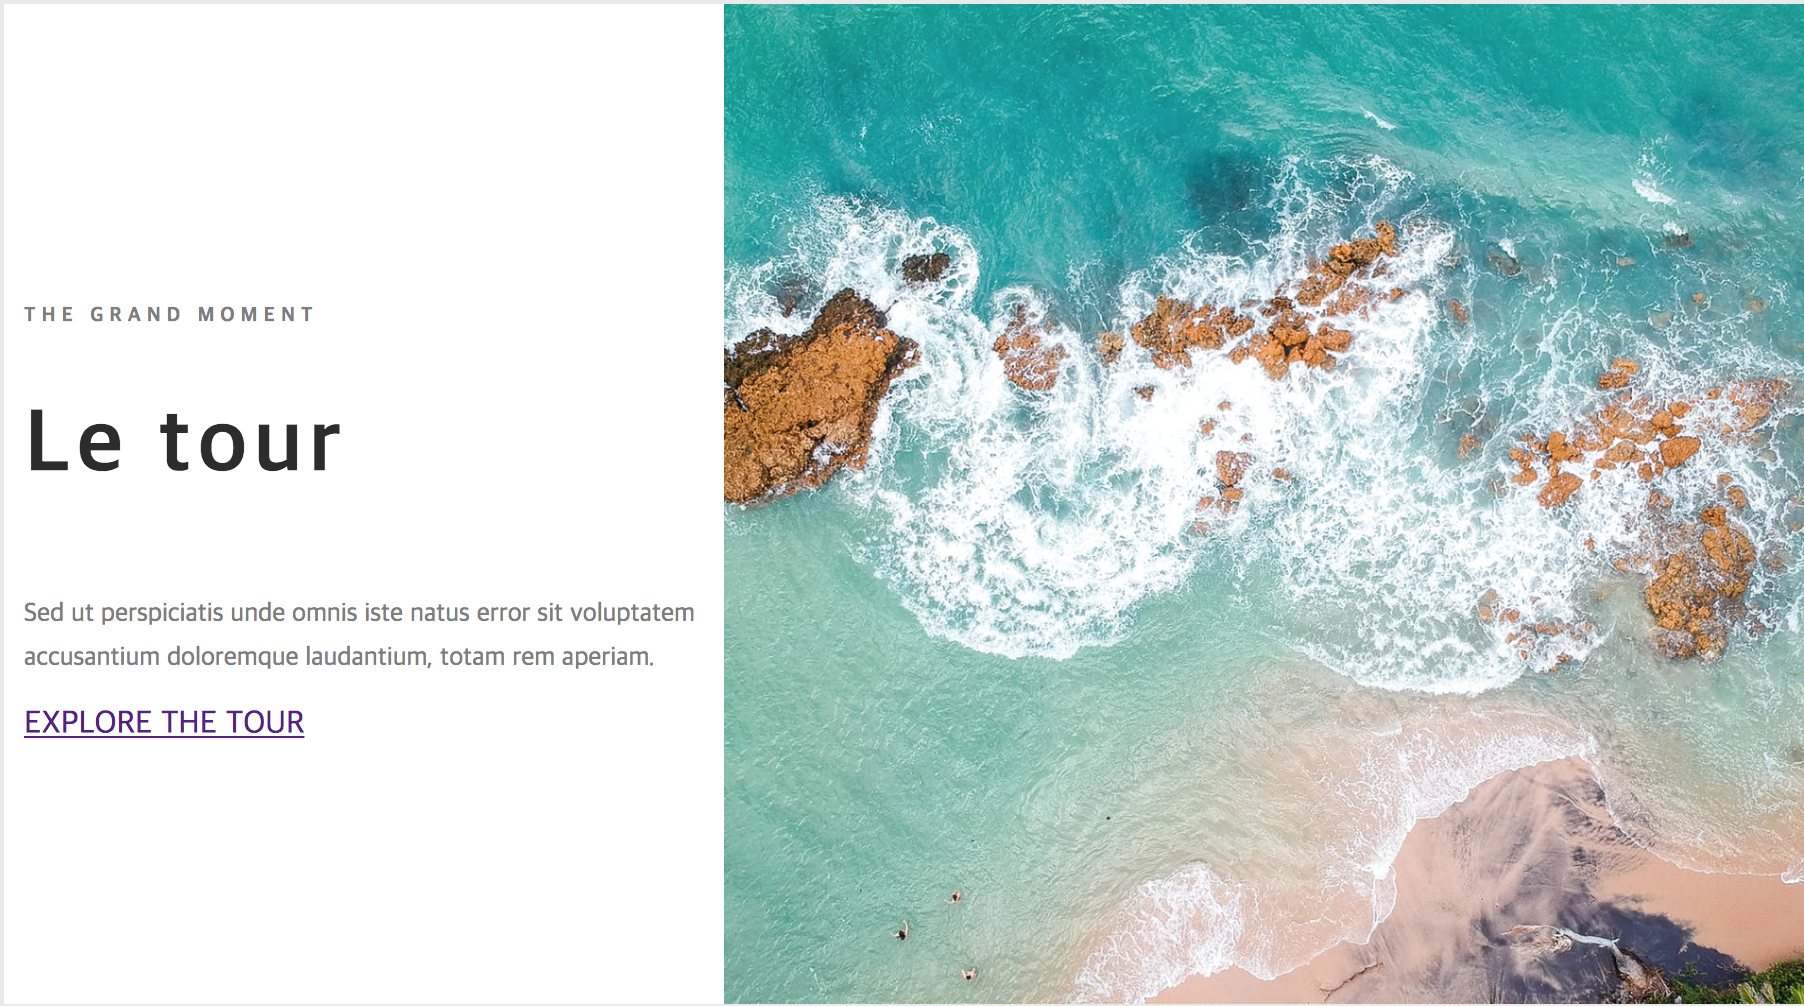 THE GRAND MOMENT
Le tour
Sed ut perspiciatis unde omnis iste natus error sit voluptatem
accusantium doloremque laudantium, totam rem aperiam.
EXPLORE THE TOUR